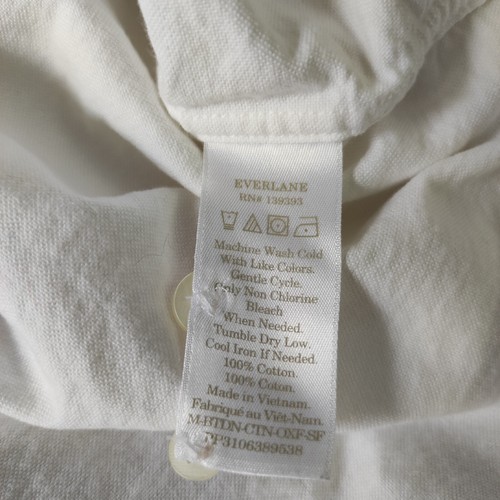 EVERLANE
RN# 139393
Machine Wash Cold
With Like Colors.
Gentle Cycle.
Only Non Chlorine
Bleach
When Needed.
Tumble Dry Low.
Cool Iron If Needed.
100% Cotton.
100% Coton.
Made in Vietnam.
Fabriqué au Viêt-Nam.
M-BTDN-CTN-OXF-SF
PP3106389538